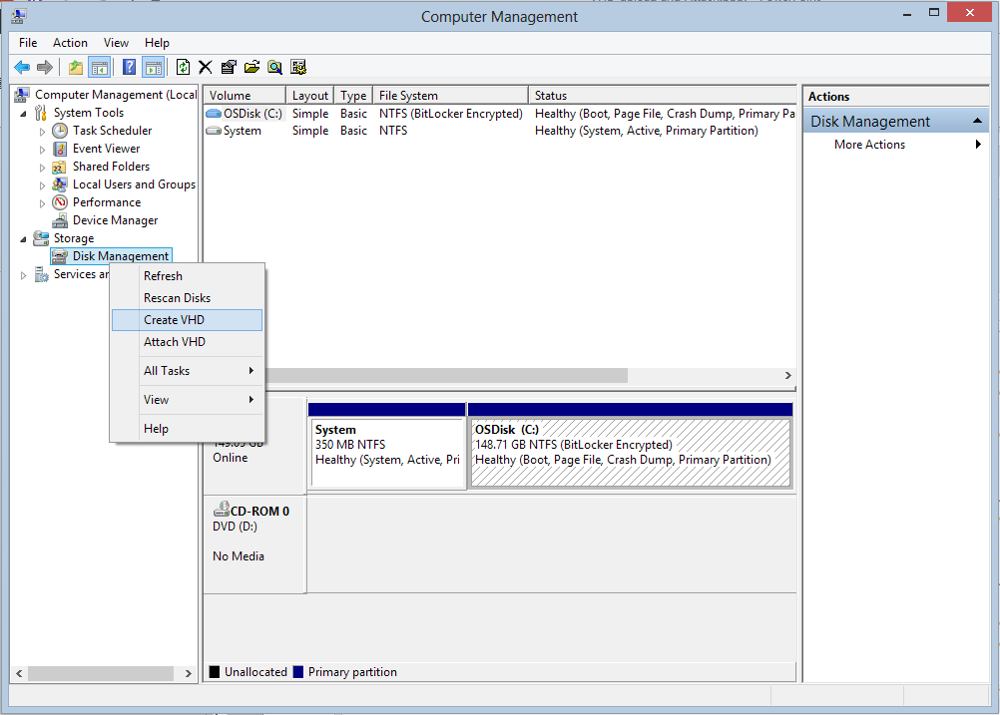 Computer Management
File Action View Help
Computer Management (Local
System Tools
Task Scheduler
Event Viewer
Shared Folders
Local Users and Groups
Performance
Device Manager
Storage
Disk Management
Services ar
Refresh
Rescan Disks
Create VHD
Attach VHD
All Tasks
View
Help
Volume Layout Type File System Status
OSDisk (C:) Simple Basic NTFS (BitLocker Encrypted) Healthy (Boot, Page File, Crash Dump, Primary Pa
System Simple Basic NTFS Healthy (System, Active, Primary Partition)
Online
System
350 MB NTFS
Healthy (System, Active, Pri
OSDisk (C:)
148.71 GB NTFS (BitLocker Encrypted)
Healthy (Boot, Page File, Crash Dump, Primary Partition)
CD-ROM 0
DVD (D:)
No Media
Unallocated Primary partition
Actions
Disk Management
More Actions